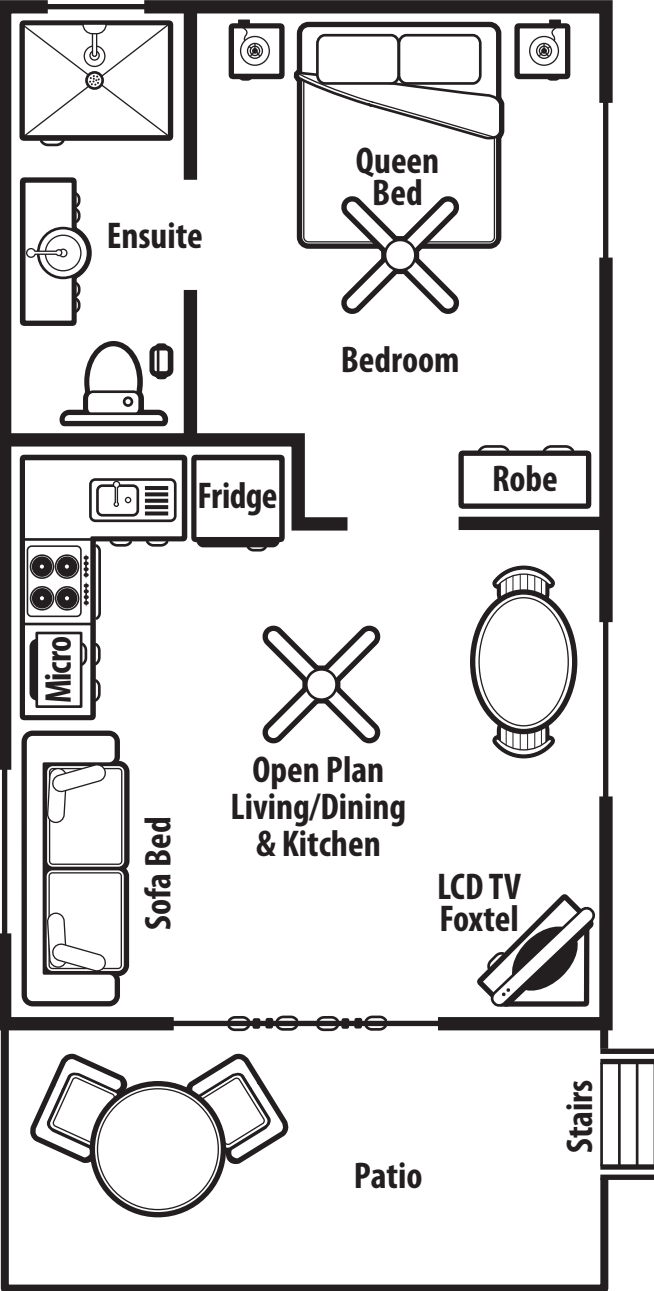 Queen
Bed
Ensuite
Bedroom
Robe
Fridge
Micro
Open Plan
Living/Dining
& Kitchen
Sofa Bed
LCD TV
Foxtel
Stairs
Patio